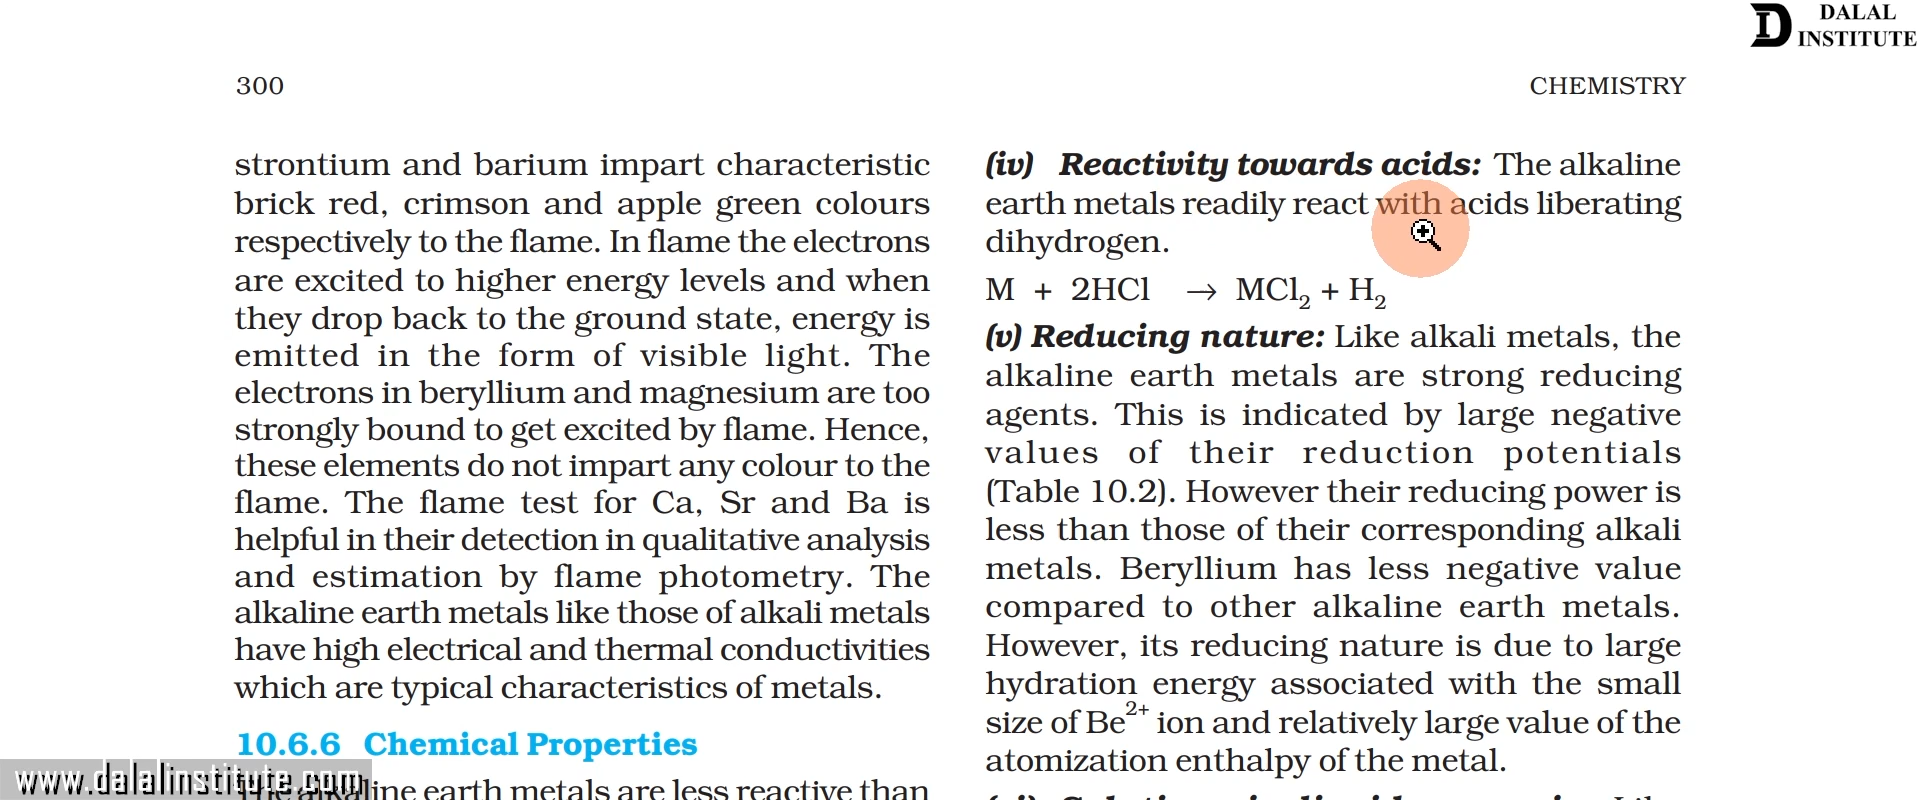 DALAL
INSTITUTE
300
CHEMISTRY
strontium and barium impart characteristic
brick red, crimson and apple green colours
respectively to the flame. In flame the electrons
are excited to higher energy levels and when
they drop back to the ground state, energy is
emitted in the form of visible light. The
electrons in beryllium and magnesium are too
strongly bound to get excited by flame. Hence,
these elements do not impart any colour to the
flame. The flame test for Ca, Sr and Ba is
helpful in their detection in qualitative analysis
and estimation by flame photometry. The
alkaline earth metals like those of alkali metals
have high electrical and thermal conductivities
which are typical characteristics of metals.
10.6.6 Chemical Properties
The alkaline earth metals are less reactive than
(iv) Reactivity towards acids: The alkaline
earth metals readily react with acids liberating
dihydrogen.
M + 2HCl → MCl₂ + H₂
(v) Reducing nature: Like alkali metals, the
alkaline earth metals are strong reducing
agents. This is indicated by large negative
values of their reduction potentials
(Table 10.2). However their reducing power is
less than those of their corresponding alkali
metals. Beryllium has less negative value
compared to other alkaline earth metals.
However, its reducing nature is due to large
hydration energy associated with the small
size of Be²⁺ ion and relatively large value of the
atomization enthalpy of the metal.
www.dalalinstitute.com